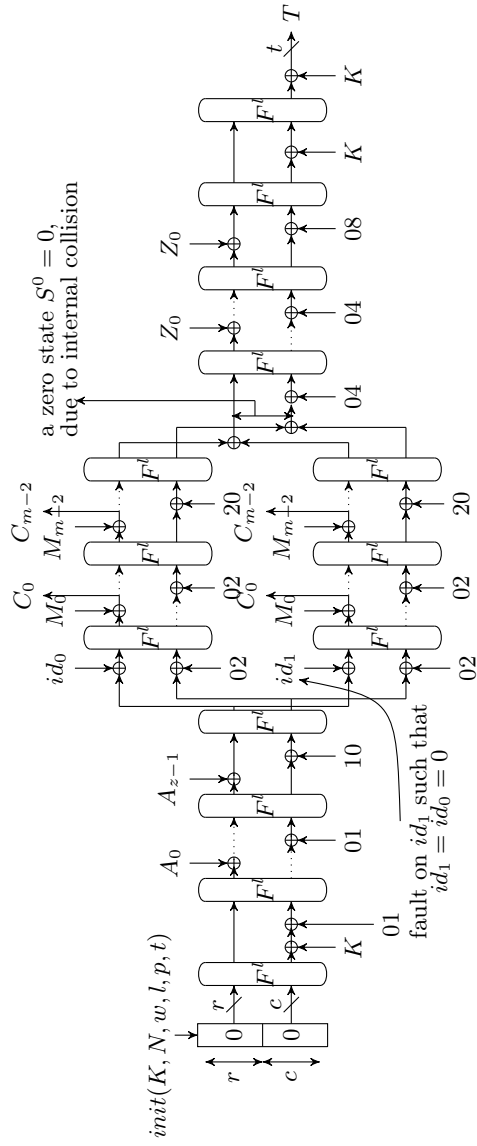 init(K, N, w, l, p, t)
r
c
0
0
r
c
F^l
K
01
F^l
A_0
01
F^l
A_{z−1}
10
F^l
id_0
02
F^l
M_0
C_0
02
F^l
M_{m−2}
C_{m−2}
20
F^l
id_1
02
F^l
M_0
C_0
02
F^l
M_{m−2}
C_{m−2}
20
F^l
fault on id_1 such that
id_1 = id_0 = 0
a zero state S^0 = 0,
due to internal collision
04
F^l
Z_0
04
F^l
Z_0
08
F^l
K
F^l
K
t
T